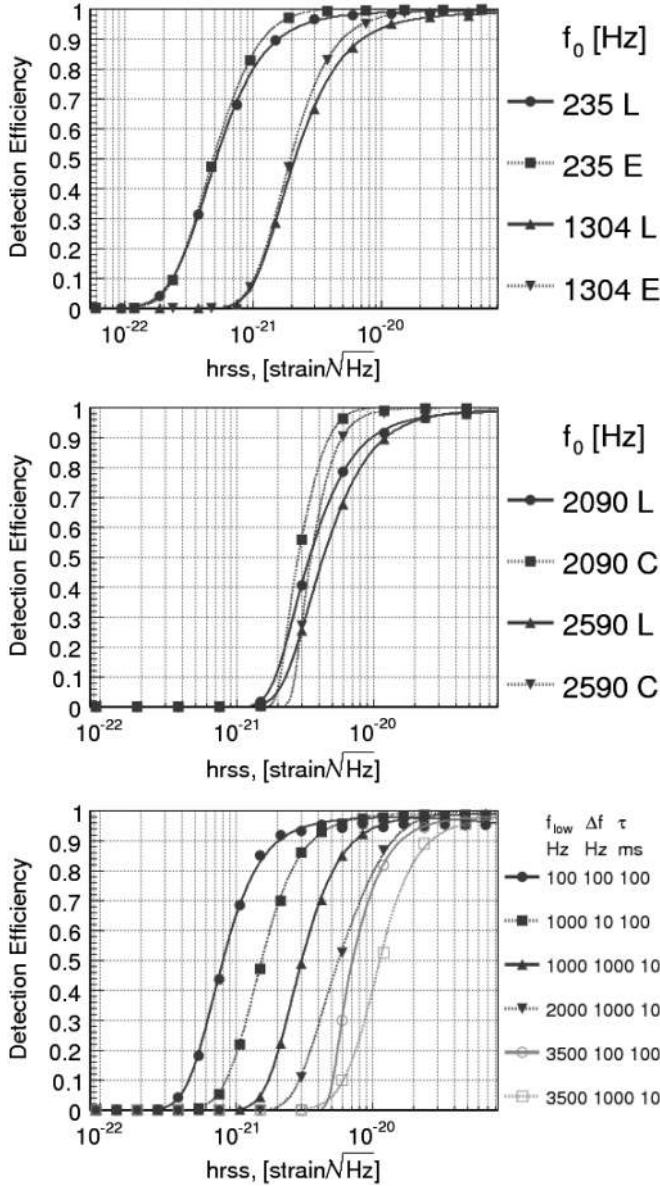 1
0.9
0.8
0.7
0.6
0.5
0.4
0.3
0.2
0.1
0
Detection Efficiency
10-22
10-21
10-20
hrss, [strain/√Hz]
f0 [Hz]
235 L
235 E
1304 L
1304 E
1
0.9
0.8
0.7
0.6
0.5
0.4
0.3
0.2
0.1
0
Detection Efficiency
10-22
10-21
10-20
hrss, [strain/√Hz]
f0 [Hz]
2090 L
2090 C
2590 L
2590 C
1
0.9
0.8
0.7
0.6
0.5
0.4
0.3
0.2
0.1
0
Detection Efficiency
10-22
10-21
10-20
hrss, [strain/√Hz]
flow Δf τ
Hz Hz ms
100 100 100
1000 10 100
1000 1000 10
2000 1000 10
3500 100 100
3500 1000 10